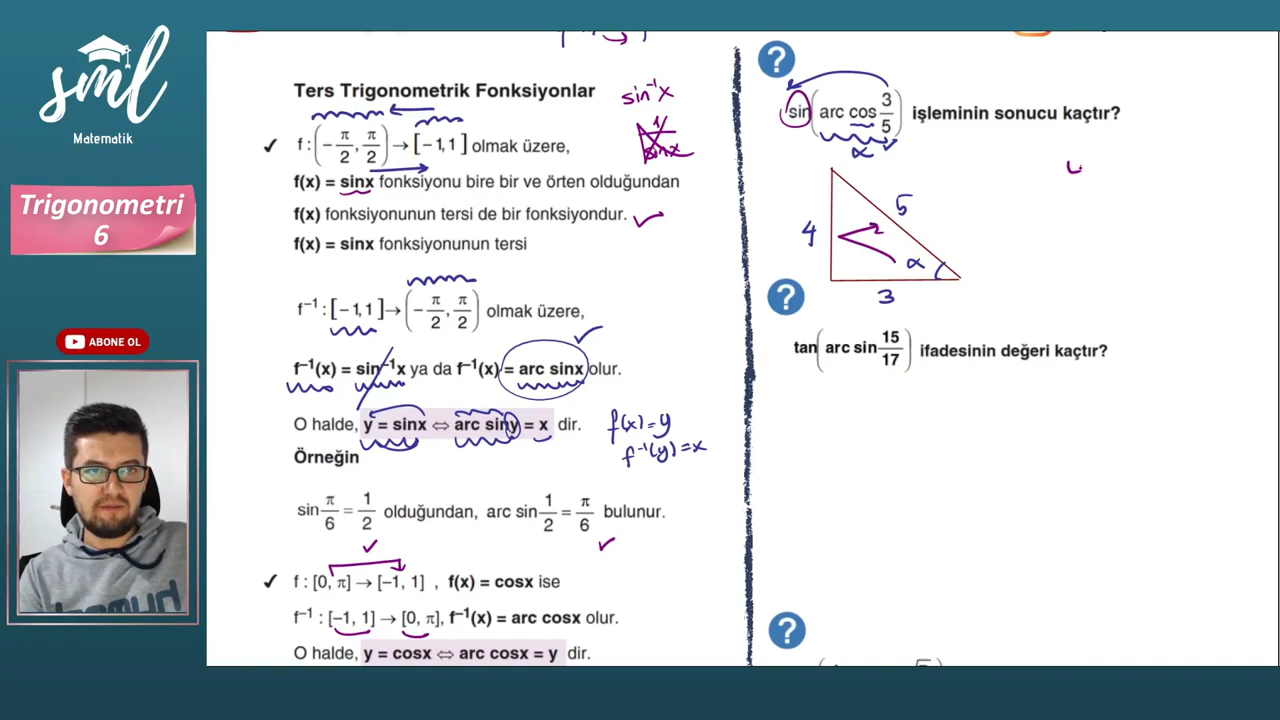 sml
Matematik
Trigonometri
6
ABONE OL
Ters Trigonometrik Fonksiyonlar
sin⁻¹x
✓ f : (-π/2, π/2) → [-1,1] olmak üzere,
f(x) = sinx fonksiyonu bire bir ve örten olduğundan
f(x) fonksiyonunun tersi de bir fonksiyondur.
f(x) = sinx fonksiyonunun tersi
f⁻¹ : [-1,1] → (-π/2, π/2) olmak üzere,
f⁻¹(x) = sin⁻¹x ya da f⁻¹(x) = arc sinx olur.
O halde, y = sinx ⇔ arc siny = x dir.
f(x)=y
f⁻¹(y)=x
Örneğin
sin π/6 = 1/2 olduğundan, arc sin 1/2 = π/6 bulunur.
✓ f : [0, π] → [-1, 1] , f(x) = cosx ise
f⁻¹ : [-1, 1] → [0, π], f⁻¹(x) = arc cosx olur.
O halde, y = cosx ⇔ arc cosx = y dir.
?
sin(arc cos 3/5) işleminin sonucu kaçtır?
α
5
4
α
3
?
tan(arc sin 15/17) ifadesinin değeri kaçtır?
?